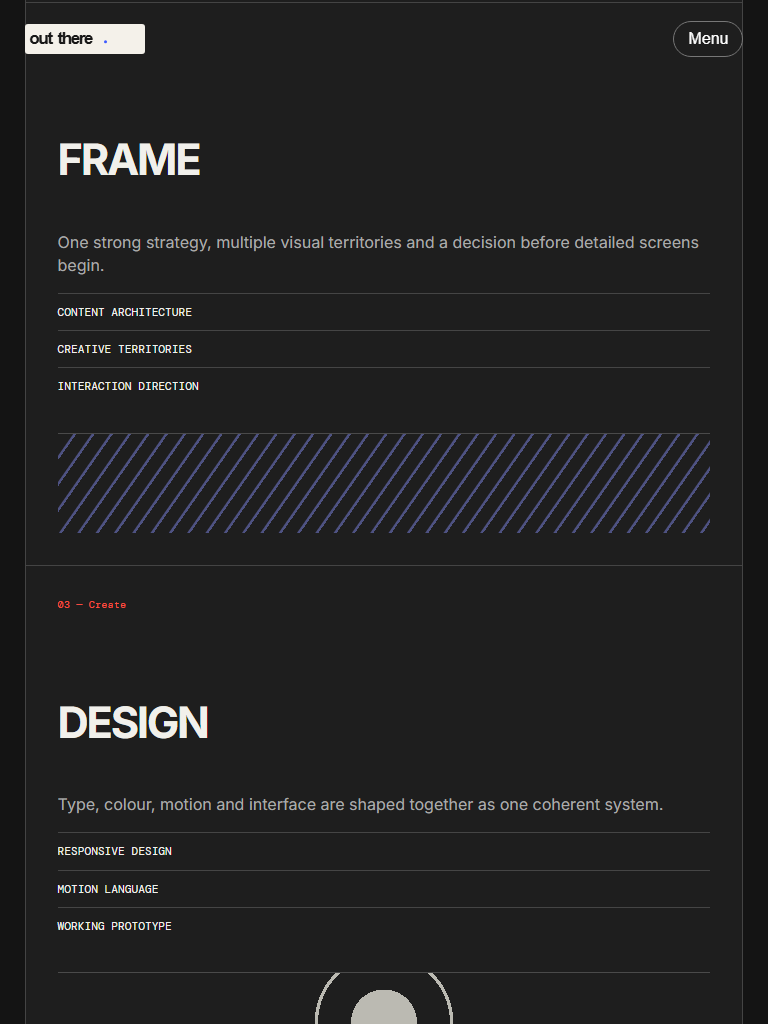 out there .
Menu
FRAME
One strong strategy, multiple visual territories and a decision before detailed screens
begin.
CONTENT ARCHITECTURE
CREATIVE TERRITORIES
INTERACTION DIRECTION
03 — Create
DESIGN
Type, colour, motion and interface are shaped together as one coherent system.
RESPONSIVE DESIGN
MOTION LANGUAGE
WORKING PROTOTYPE